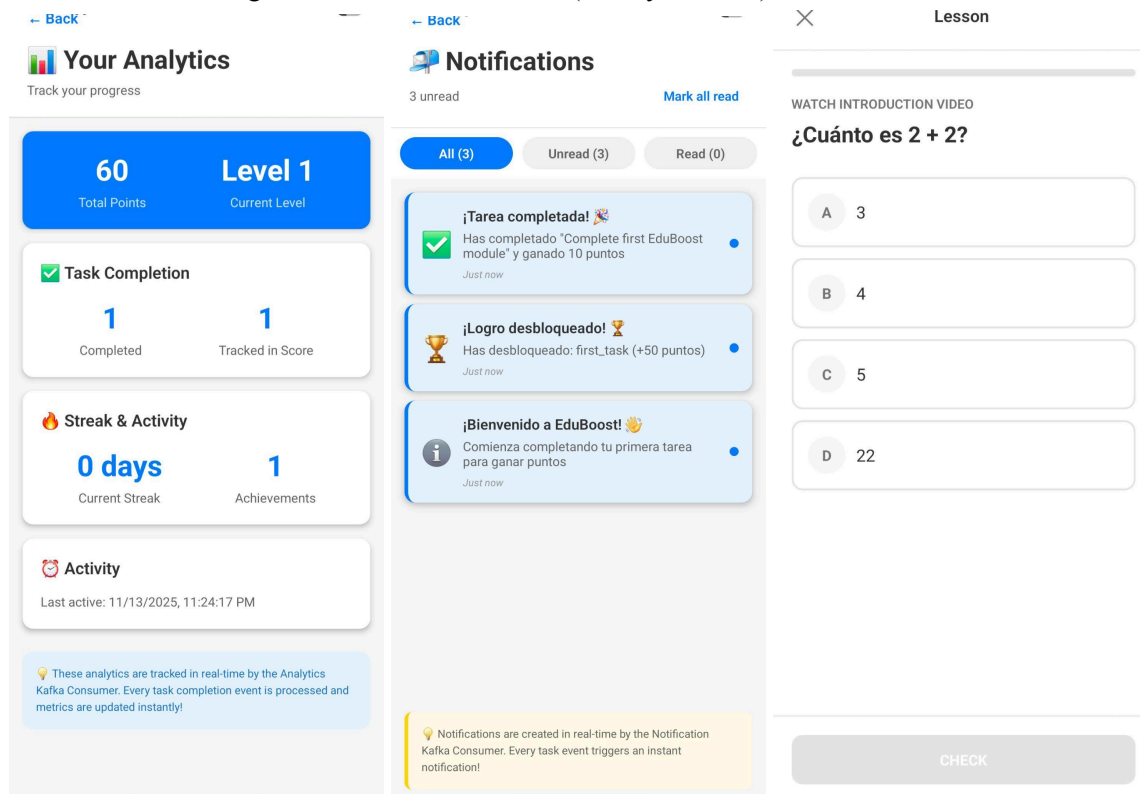 ← Back
📊 Your Analytics
Track your progress
60
Total Points
Level 1
Current Level
✅ Task Completion
1
Completed
1
Tracked in Score
🔥 Streak & Activity
0 days
Current Streak
1
Achievements
⏰ Activity
Last active: 11/13/2025, 11:24:17 PM
💡 These analytics are tracked in real-time by the Analytics
Kafka Consumer. Every task completion event is processed and
metrics are updated instantly!
← Back
📬 Notifications
3 unread
Mark all read
All (3)
Unread (3)
Read (0)
¡Tarea completada! 🎉
Has completado "Complete first EduBoost
module" y ganado 10 puntos
Just now
¡Logro desbloqueado! 🏆
Has desbloqueado: first_task (+50 puntos)
Just now
¡Bienvenido a EduBoost! 👋
Comienza completando tu primera tarea
para ganar puntos
Just now
💡 Notifications are created in real-time by the Notification
Kafka Consumer. Every task event triggers an instant
notification!
Lesson
WATCH INTRODUCTION VIDEO
¿Cuánto es 2 + 2?
A 3
B 4
C 5
D 22
CHECK